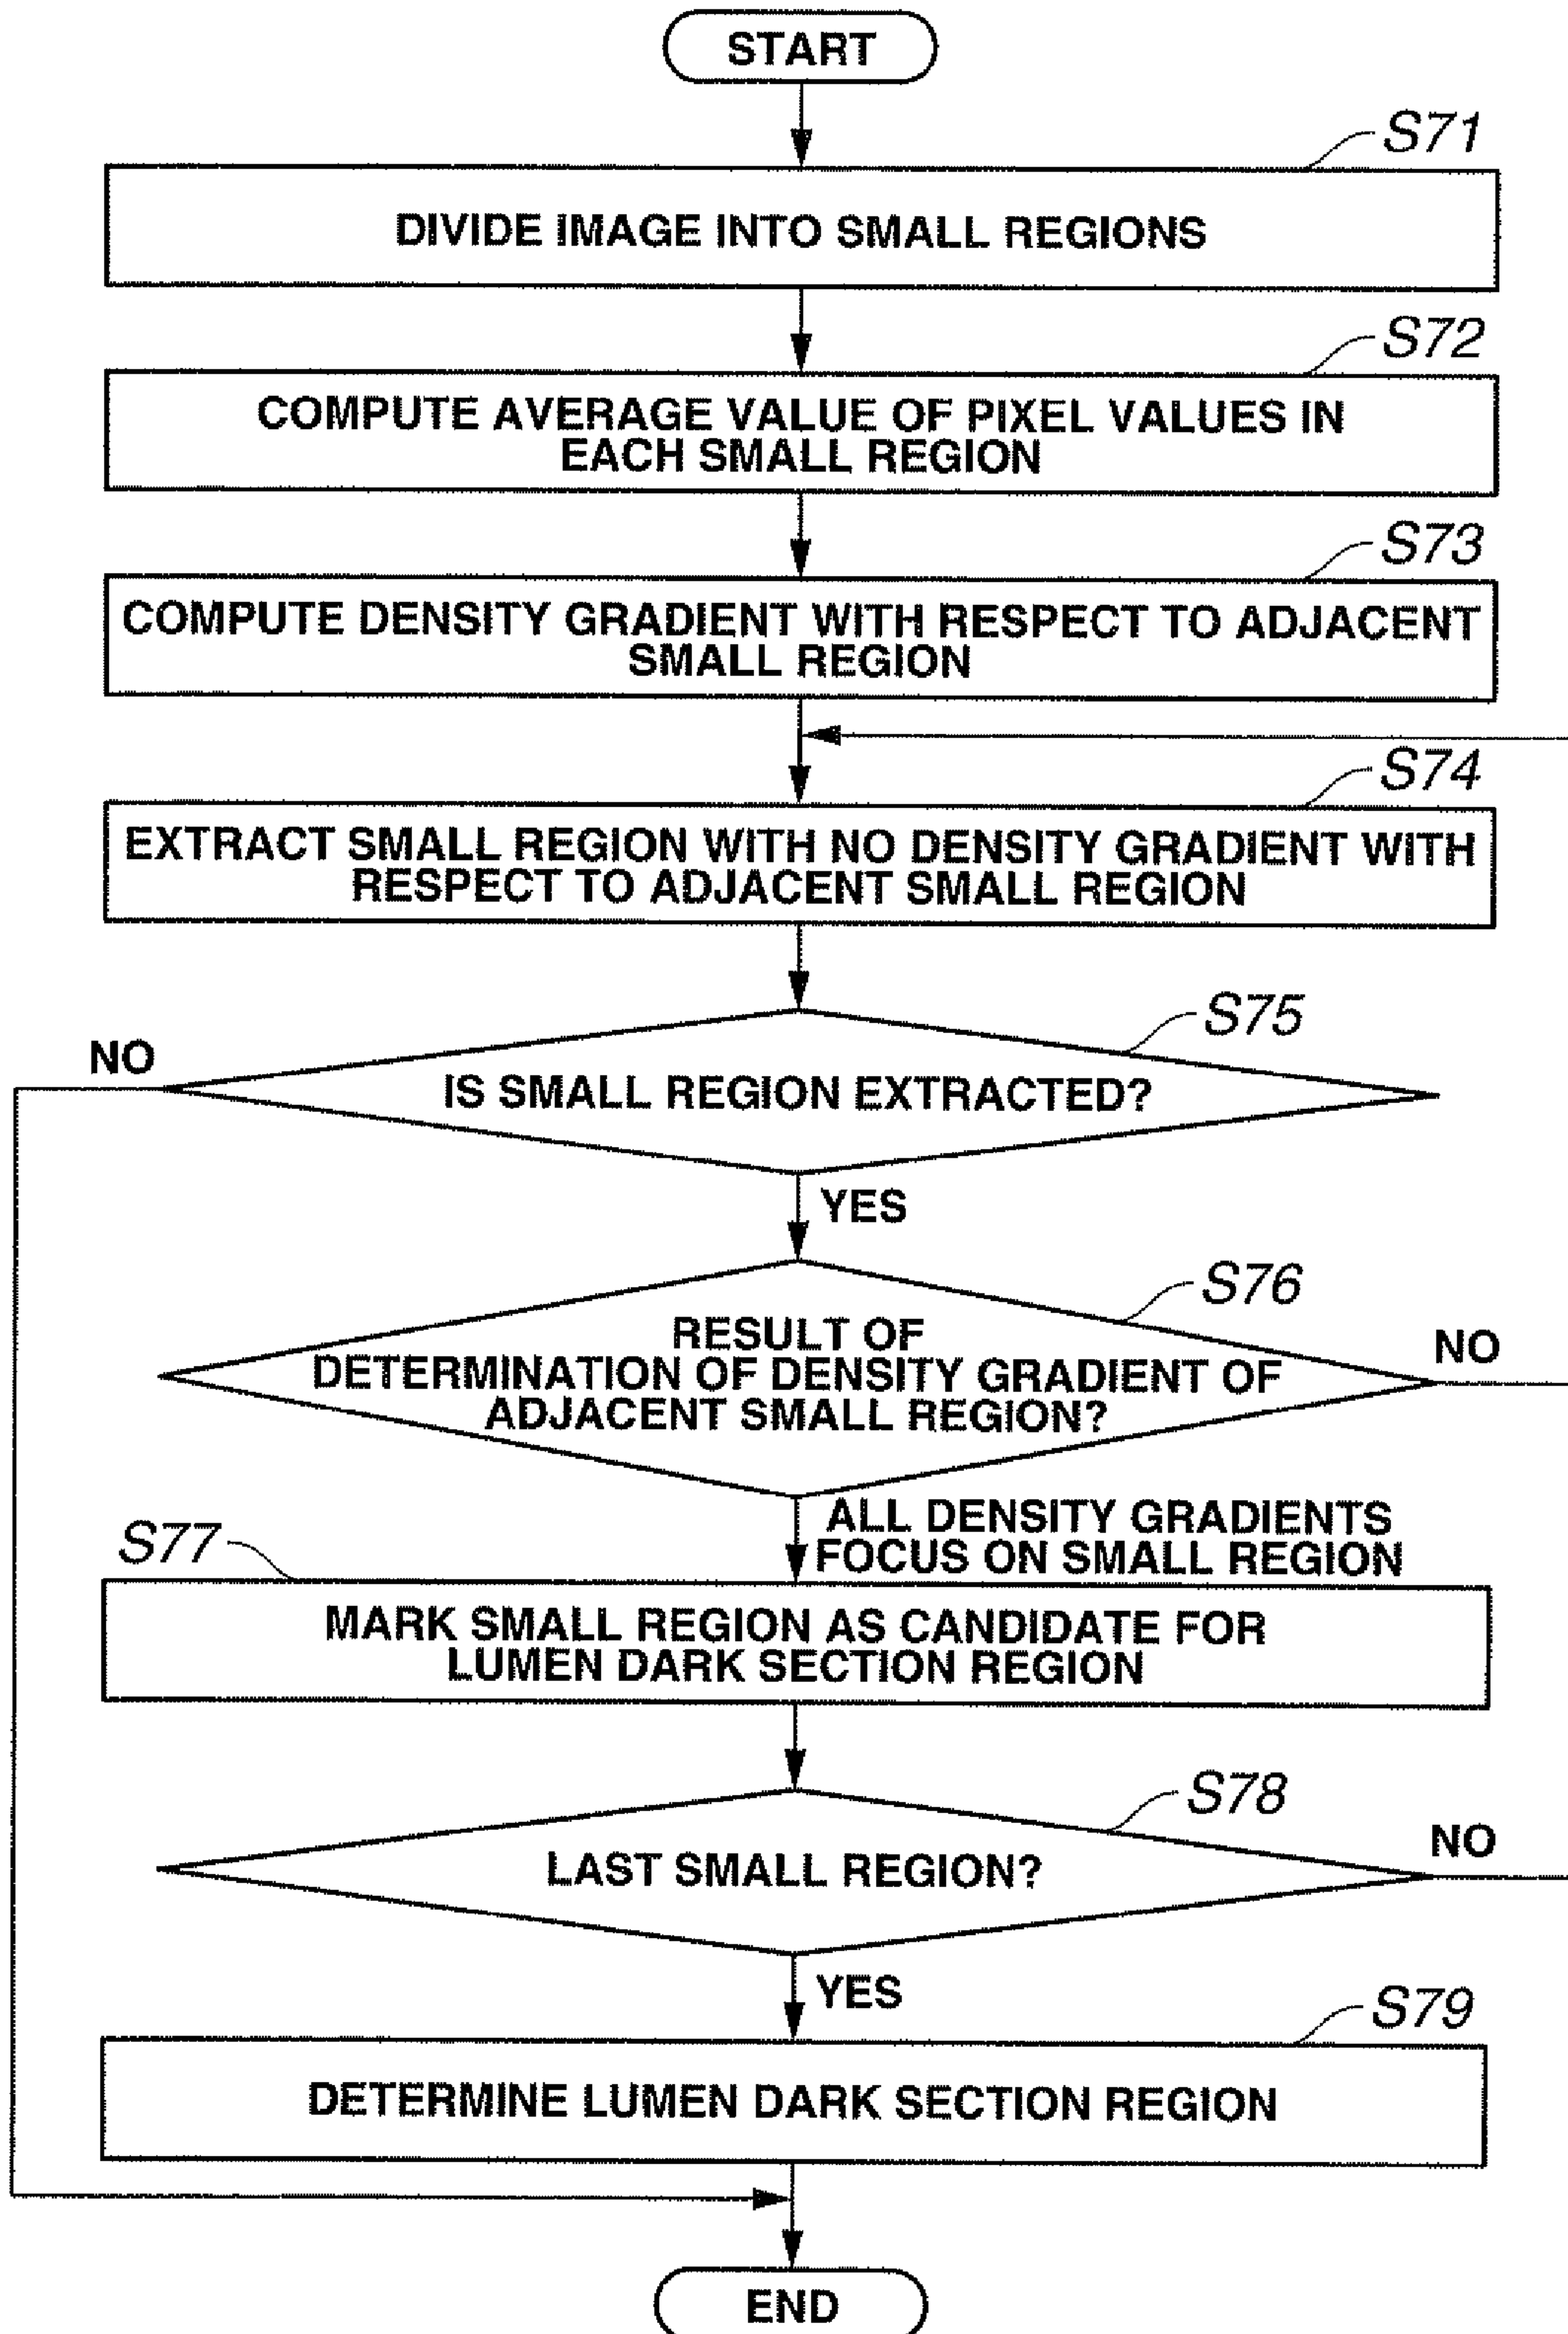 START
S71
DIVIDE IMAGE INTO SMALL REGIONS
S72
COMPUTE AVERAGE VALUE OF PIXEL VALUES IN
EACH SMALL REGION
S73
COMPUTE DENSITY GRADIENT WITH RESPECT TO ADJACENT
SMALL REGION
S74
EXTRACT SMALL REGION WITH NO DENSITY GRADIENT WITH
RESPECT TO ADJACENT SMALL REGION
S75
NO
IS SMALL REGION EXTRACTED?
YES
S76
RESULT OF
DETERMINATION OF DENSITY GRADIENT OF
ADJACENT SMALL REGION?
NO
ALL DENSITY GRADIENTS
FOCUS ON SMALL REGION
S77
MARK SMALL REGION AS CANDIDATE FOR
LUMEN DARK SECTION REGION
S78
LAST SMALL REGION?
NO
YES
S79
DETERMINE LUMEN DARK SECTION REGION
END